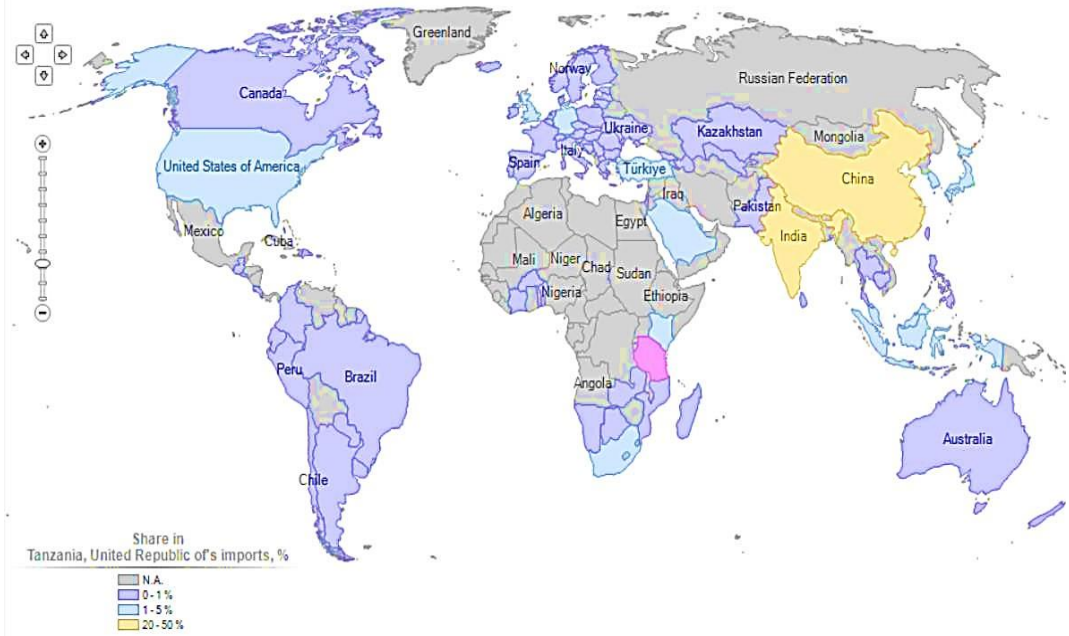 Greenland
Norway
Russian Federation
Canada
Ukraine
Kazakhstan
Mongolia
United States of America
Spain
Italy
Türkiye
China
Iraq
Pakistan
Mexico
Cuba
Algeria
Egypt
India
Mali
Niger
Chad
Sudan
Nigeria
Ethiopia
Peru
Brazil
Angola
Australia
Chile
Share in
Tanzania, United Republic of's imports, %
N.A.
0 - 1 %
1 - 5 %
20 - 50 %